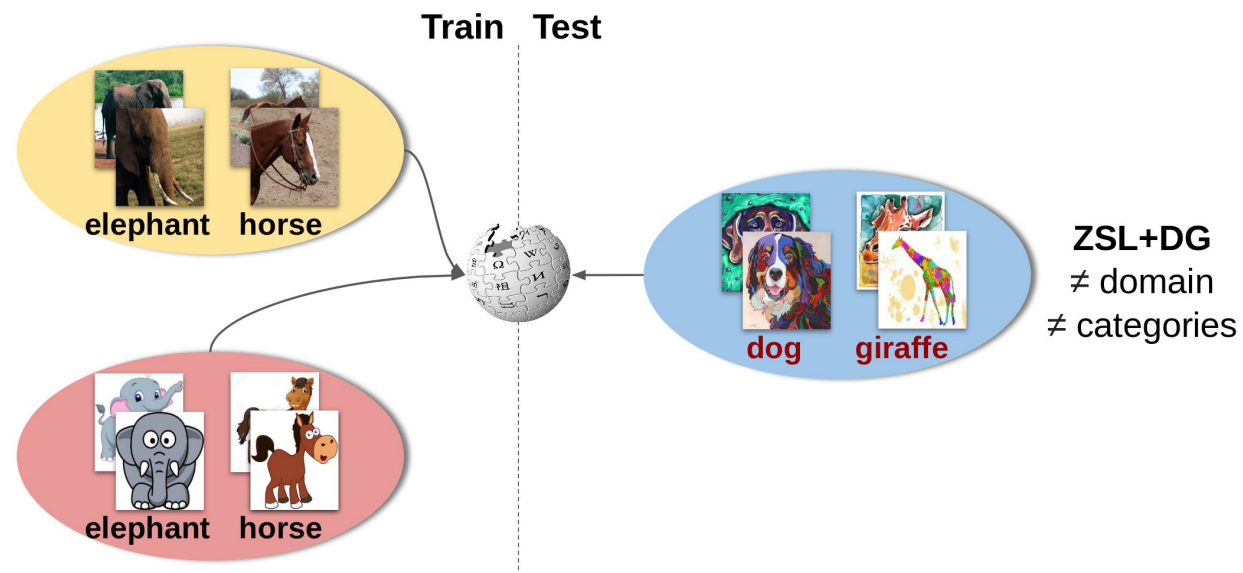 Train Test
elephant horse
dog giraffe
ZSL+DG
≠ domain
≠ categories
elephant horse
Ω W
И